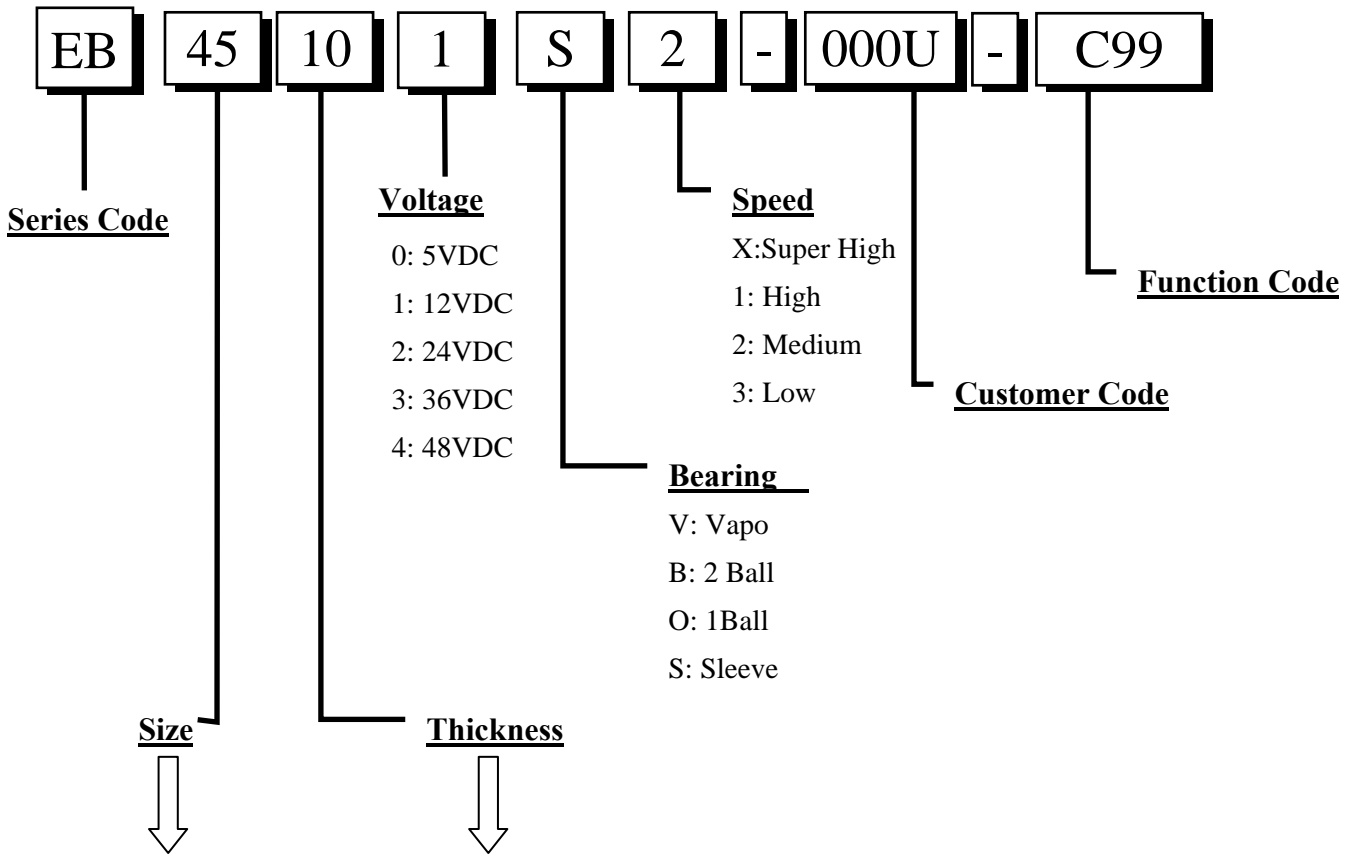 EB 45 10 1 S 2 - 000U - C99
Series Code
Voltage
0: 5VDC
1: 12VDC
2: 24VDC
3: 36VDC
4: 48VDC
Speed
X:Super High
1: High
2: Medium
3: Low
Function Code
Customer Code
Bearing
V: Vapo
B: 2 Ball
O: 1Ball
S: Sleeve
Size
Thickness